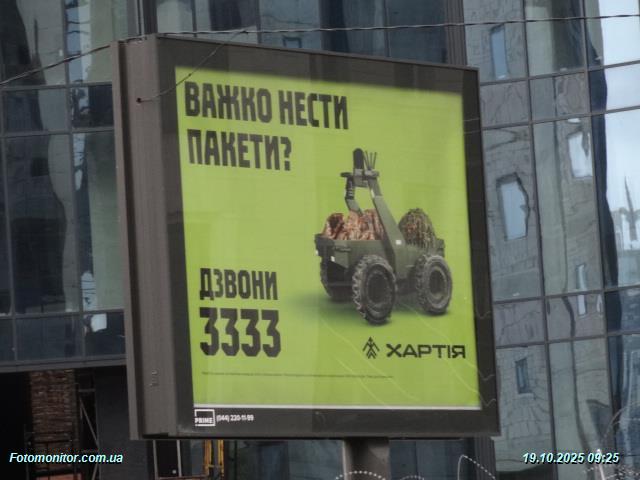 ВАЖКО НЕСТИ
ПАКЕТИ?
ДЗВОНИ
3333
ХАРТІЯ
PRIME (044) 220-11-99
Fotomonitor.com.ua
19.10.2025 09:25